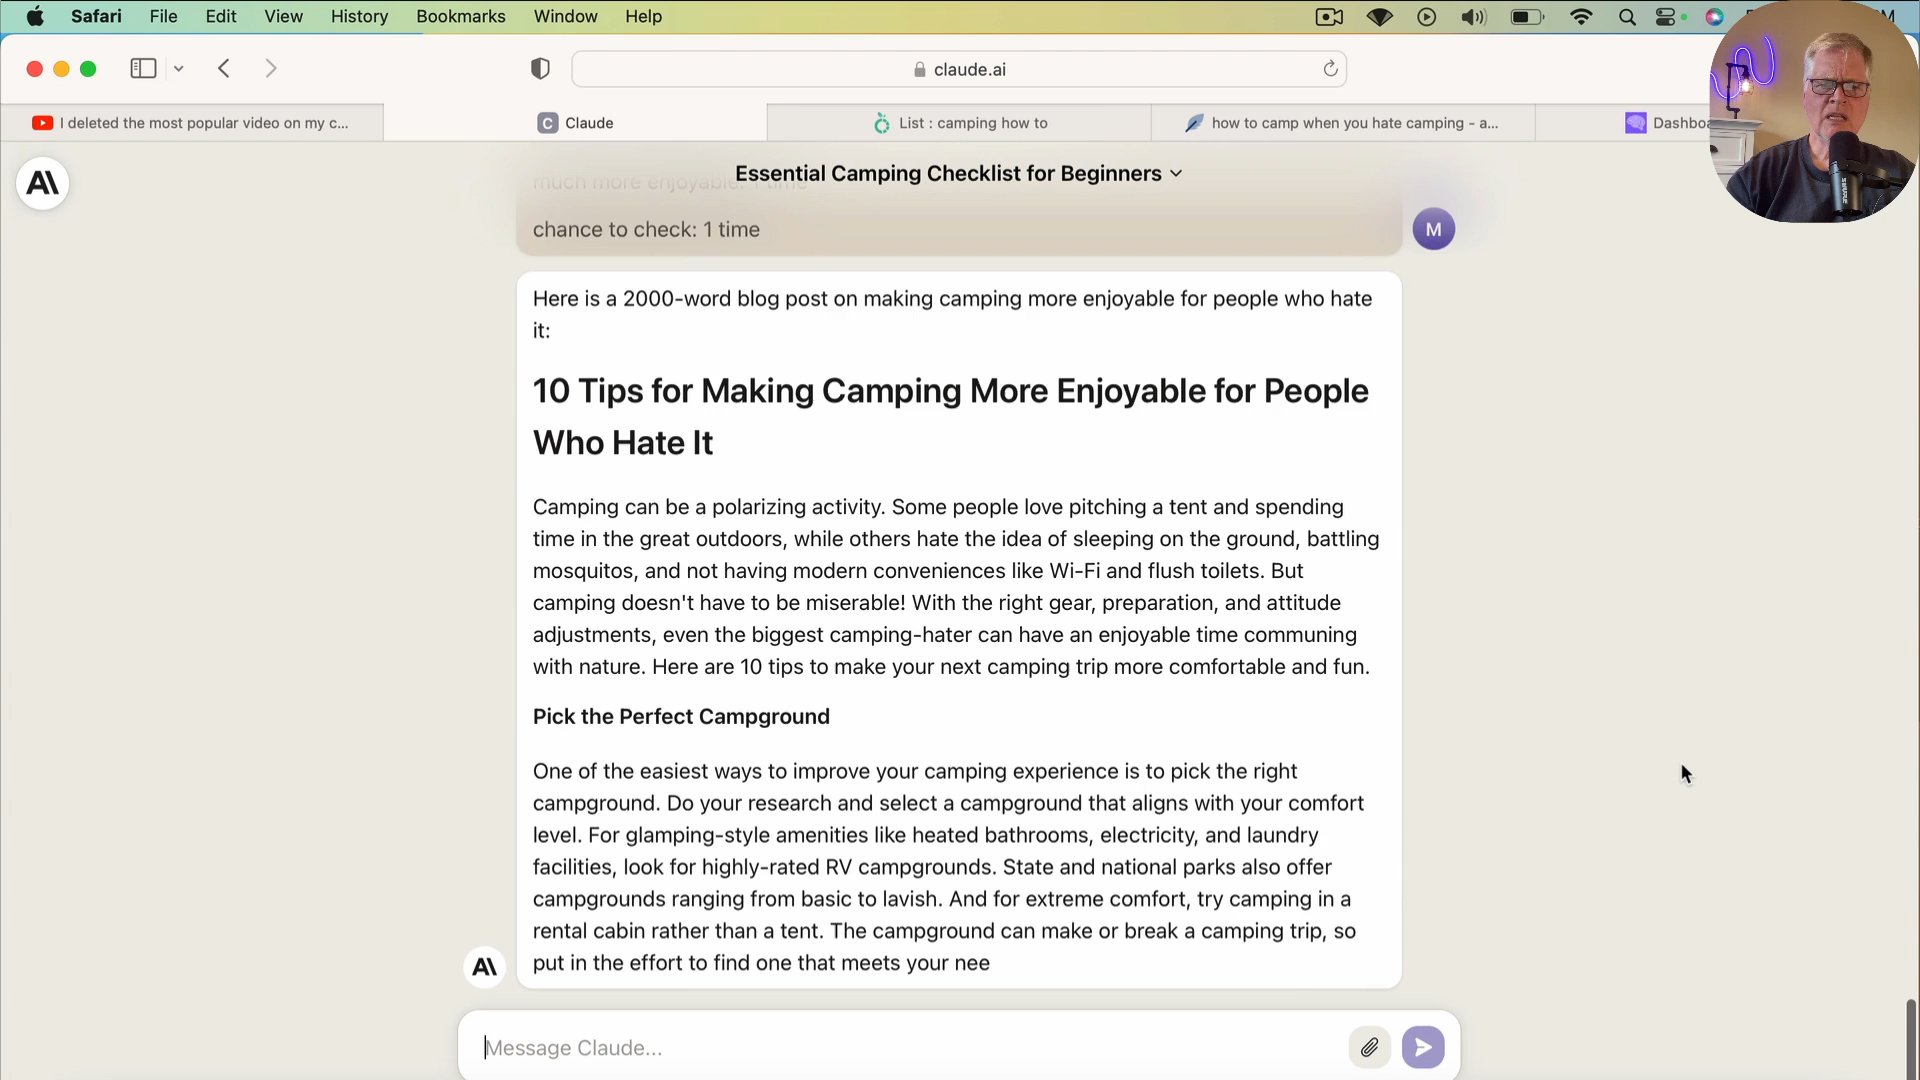 Safari File Edit View History Bookmarks Window Help
claude.ai
I deleted the most popular video on my c...
C Claude
List : camping how to
how to camp when you hate camping - a...
Dashbo
Essential Camping Checklist for Beginners
much more enjoyable: 1 time
chance to check: 1 time
M
Here is a 2000-word blog post on making camping more enjoyable for people who hate
it:
10 Tips for Making Camping More Enjoyable for People
Who Hate It
Camping can be a polarizing activity. Some people love pitching a tent and spending
time in the great outdoors, while others hate the idea of sleeping on the ground, battling
mosquitos, and not having modern conveniences like Wi-Fi and flush toilets. But
camping doesn't have to be miserable! With the right gear, preparation, and attitude
adjustments, even the biggest camping-hater can have an enjoyable time communing
with nature. Here are 10 tips to make your next camping trip more comfortable and fun.
Pick the Perfect Campground
One of the easiest ways to improve your camping experience is to pick the right
campground. Do your research and select a campground that aligns with your comfort
level. For glamping-style amenities like heated bathrooms, electricity, and laundry
facilities, look for highly-rated RV campgrounds. State and national parks also offer
campgrounds ranging from basic to lavish. And for extreme comfort, try camping in a
rental cabin rather than a tent. The campground can make or break a camping trip, so
put in the effort to find one that meets your nee
Message Claude...